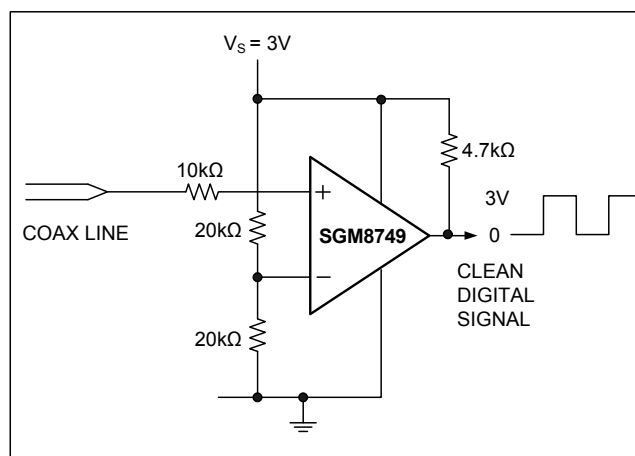 V_S = 3V
4.7kΩ
10kΩ
3V
COAX LINE
20kΩ
+
SGM8749
0
−
CLEAN
DIGITAL
SIGNAL
20kΩ